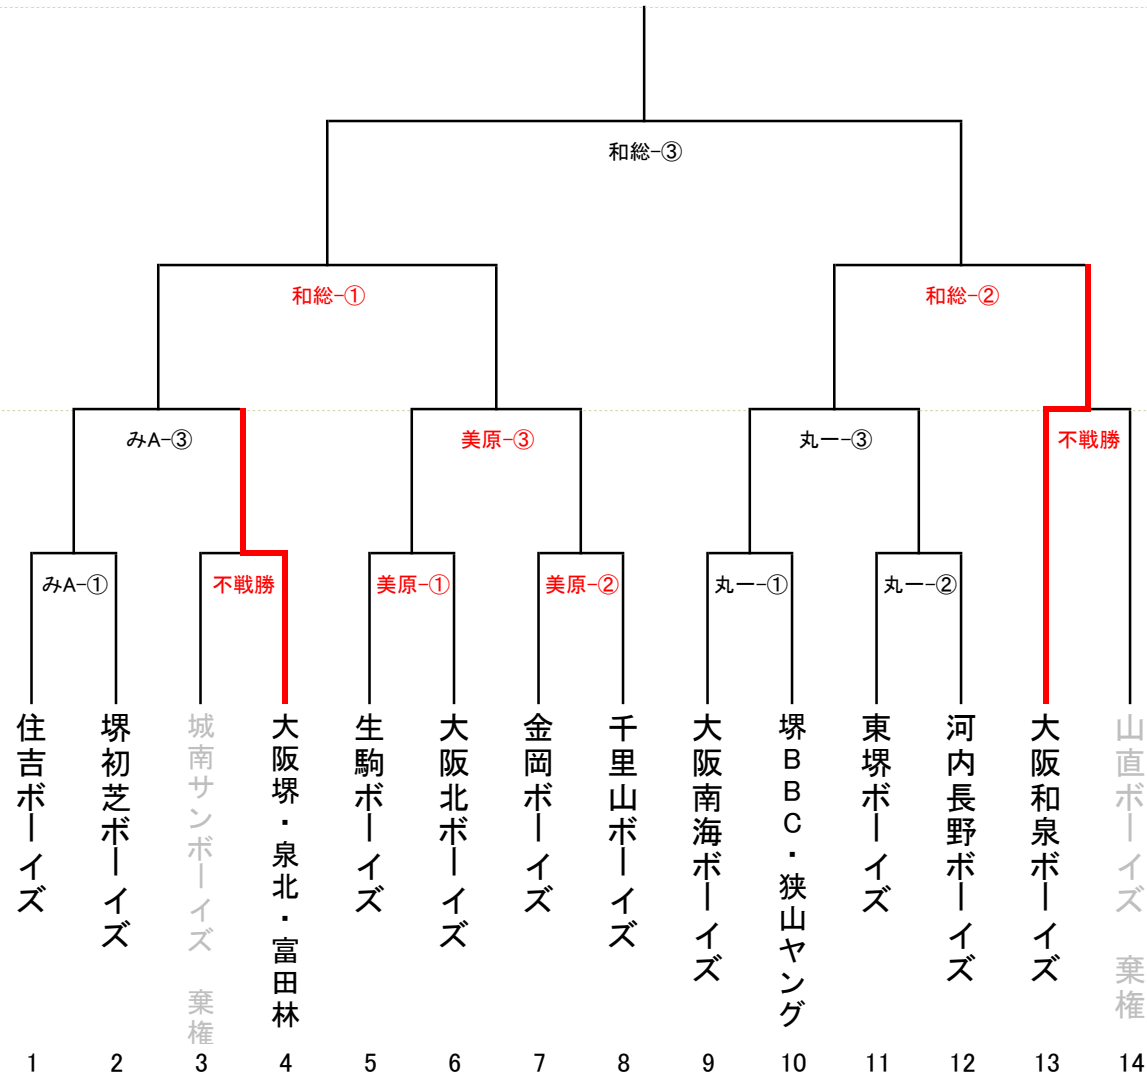 和総-③
和総-①
和総-②
みA-③
美原-③
丸一-③
不戦勝
みA-①
不戦勝
美原-①
美原-②
丸一-①
丸一-②
住吉ボーイズ
堺初芝ボーイズ
城南サンボーイズ 棄権
大阪堺・泉北・富田林
生駒ボーイズ
大阪北ボーイズ
金岡ボーイズ
千里山ボーイズ
大阪南海ボーイズ
堺BBC・狭山ヤング
東堺ボーイズ
河内長野ボーイズ
大阪和泉ボーイズ
山直ボーイズ 棄権
1 2 3 4 5 6 7 8 9 10 11 12 13 14